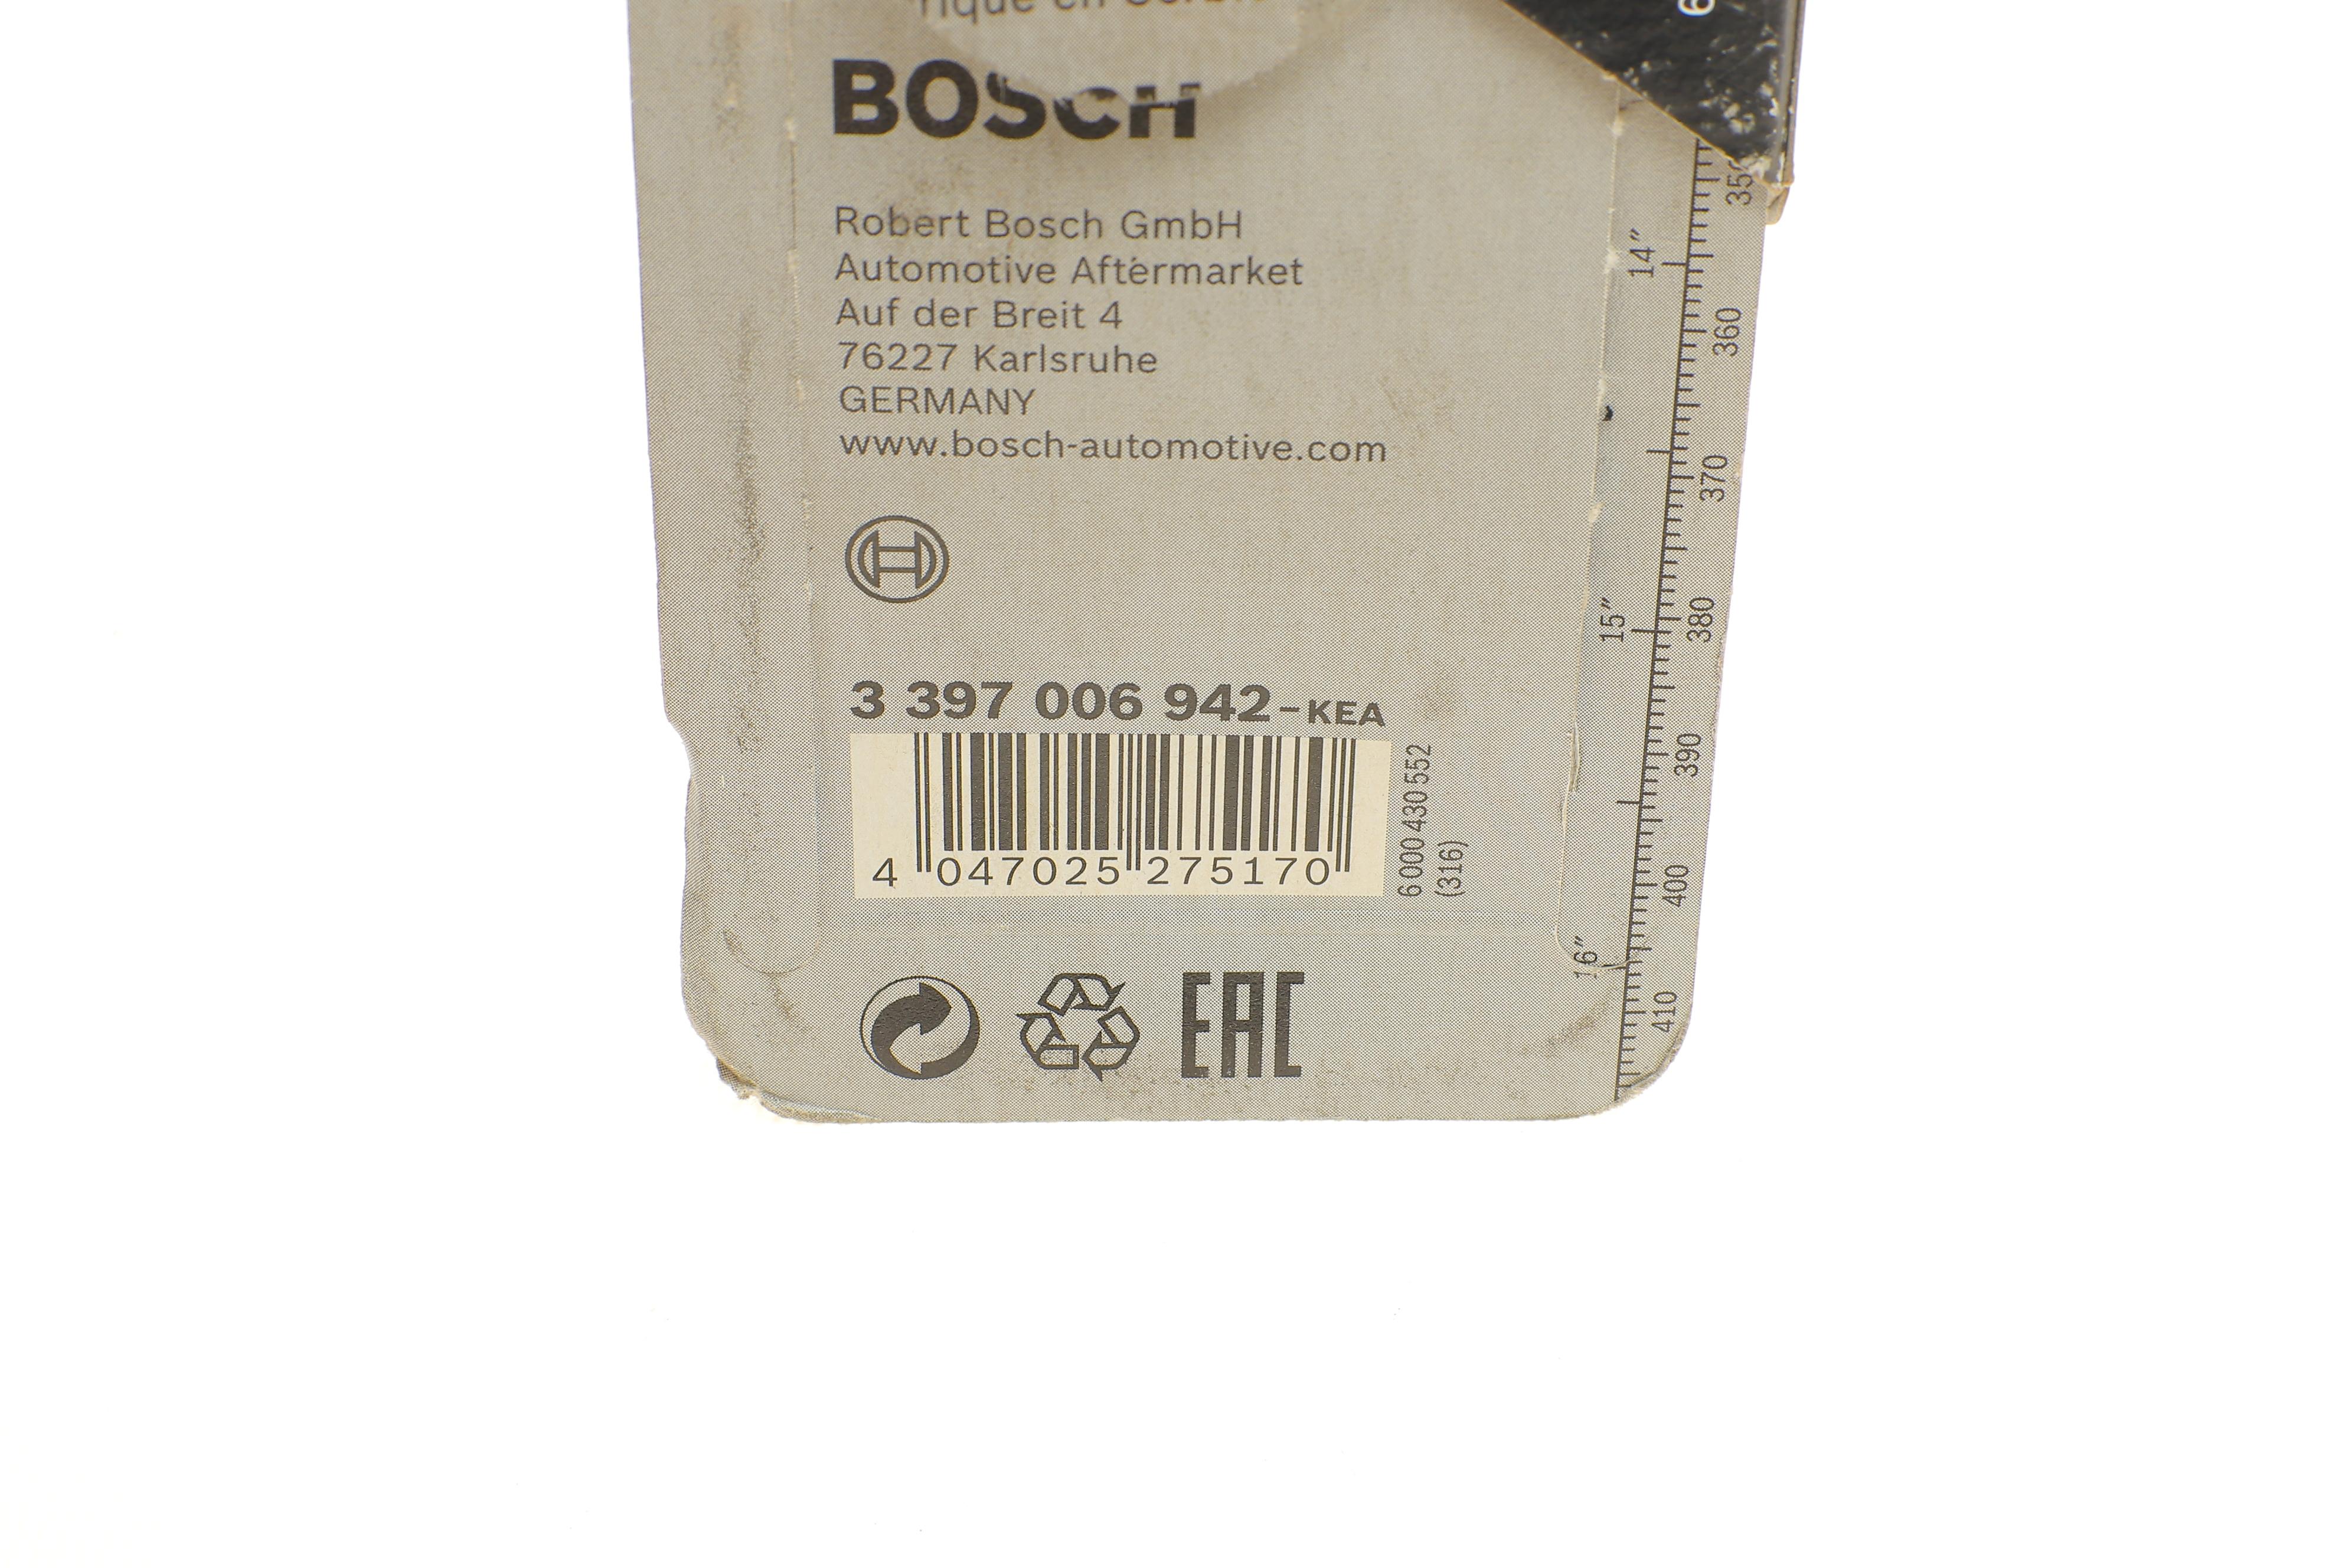 BOSCH
Robert Bosch GmbH
Automotive Aftermarket
Auf der Breit 4
76227 Karlsruhe
GERMANY
www.bosch-automotive.com
3 397 006 942-KEA
4 047025 275170
6 000 430 552
(316)
EAC
14" 15" 16"
350 360 370 380 390 400 410